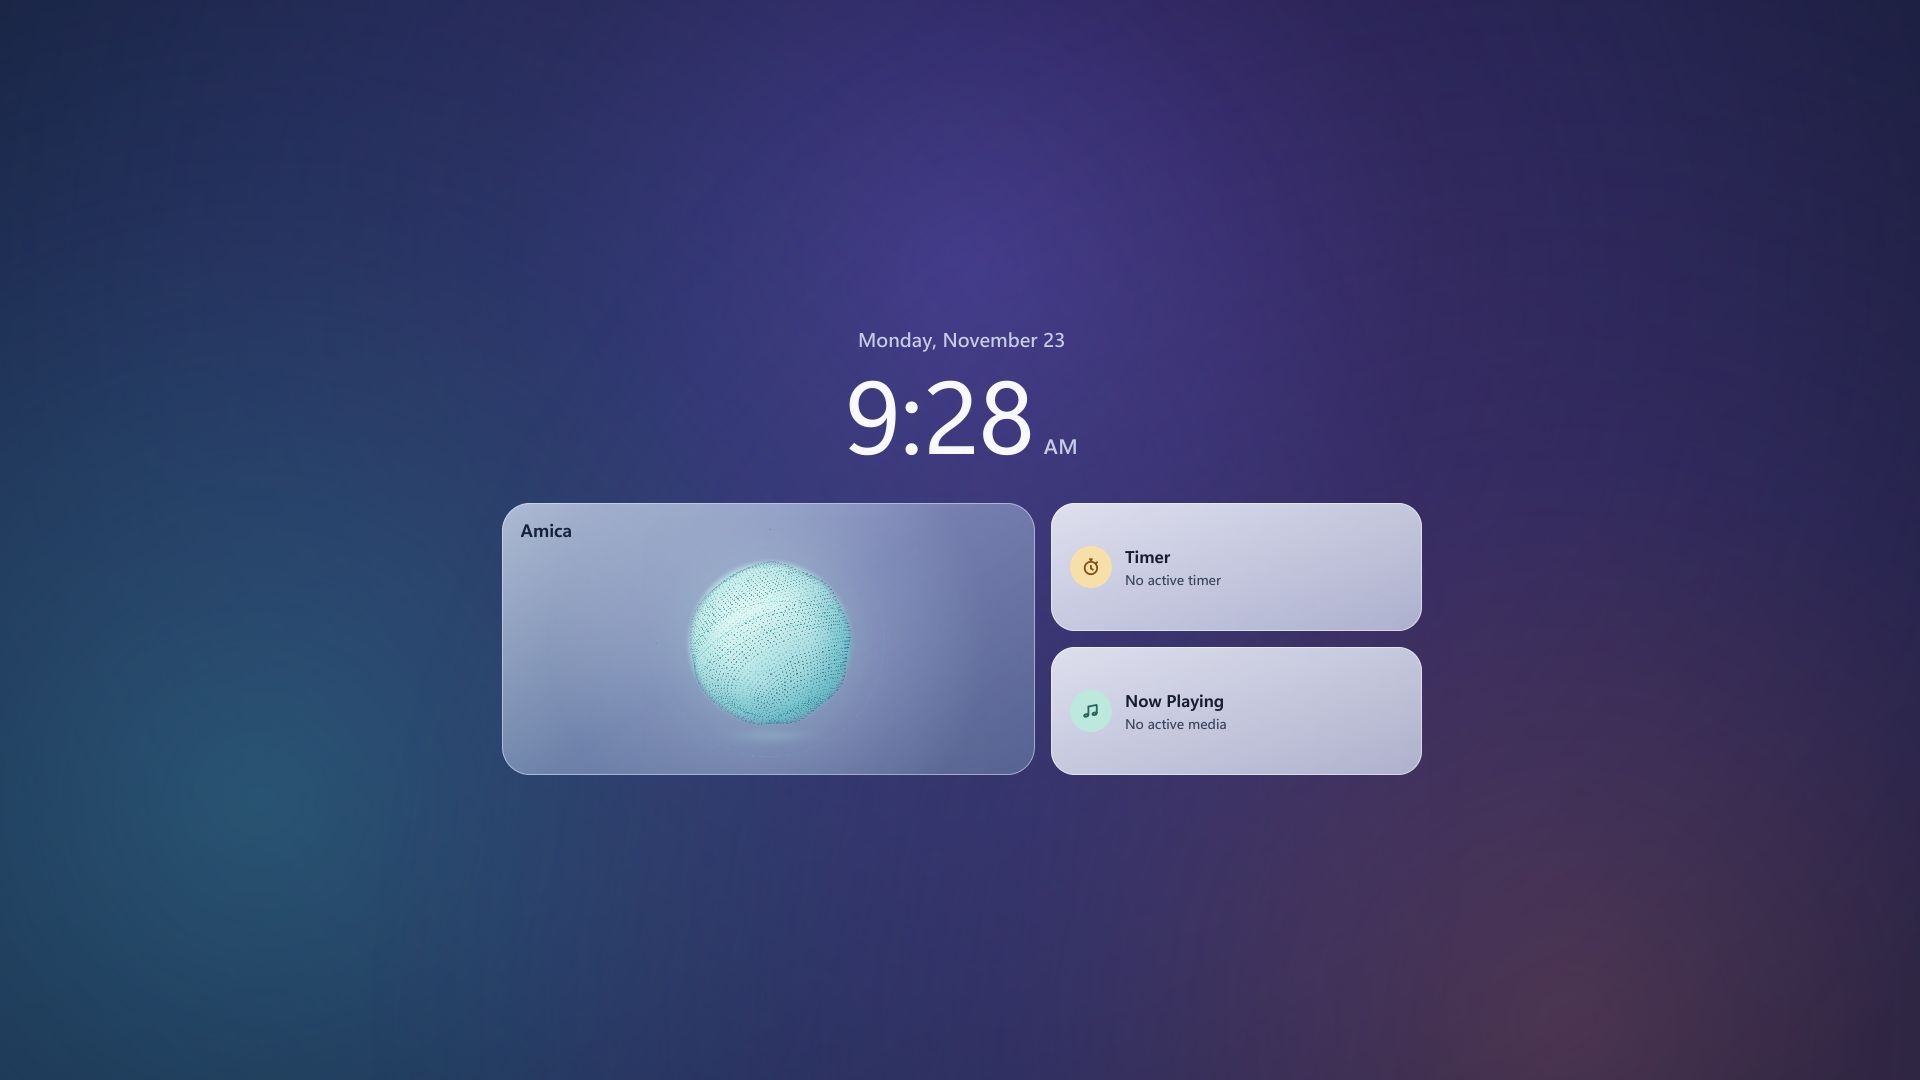 Monday, November 23
9:28 AM
Amica
Timer
No active timer
Now Playing
No active media